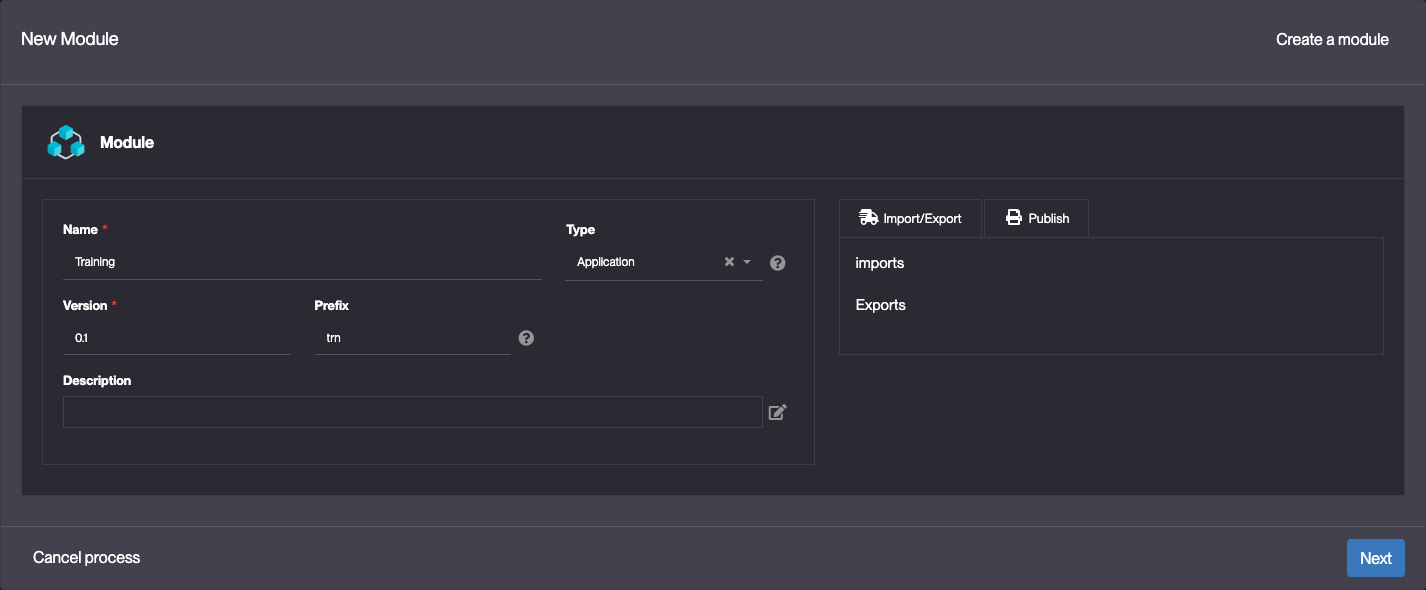 New Module
Create a module
Module
Name *
Type
Training
Application
Version *
Prefix
0.1
trn
Description
Import/Export
Publish
imports
Exports
Cancel process
Next